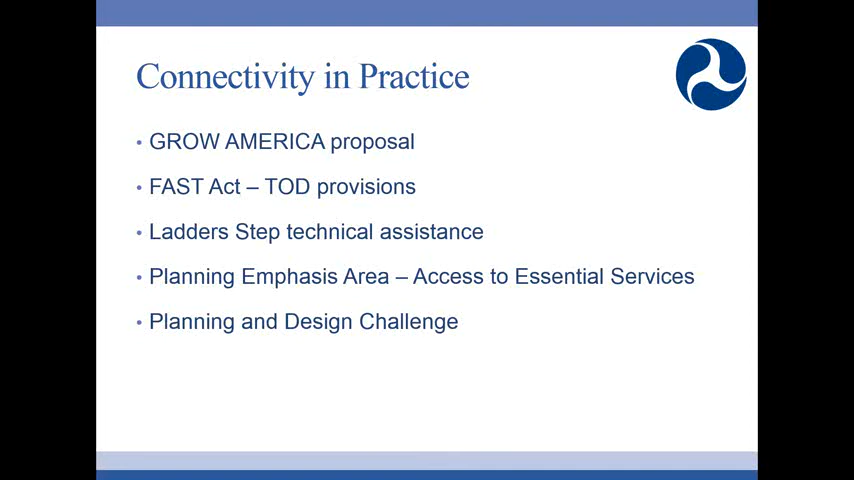 Connectivity in Practice
• GROW AMERICA proposal
• FAST Act – TOD provisions
• Ladders Step technical assistance
• Planning Emphasis Area – Access to Essential Services
• Planning and Design Challenge